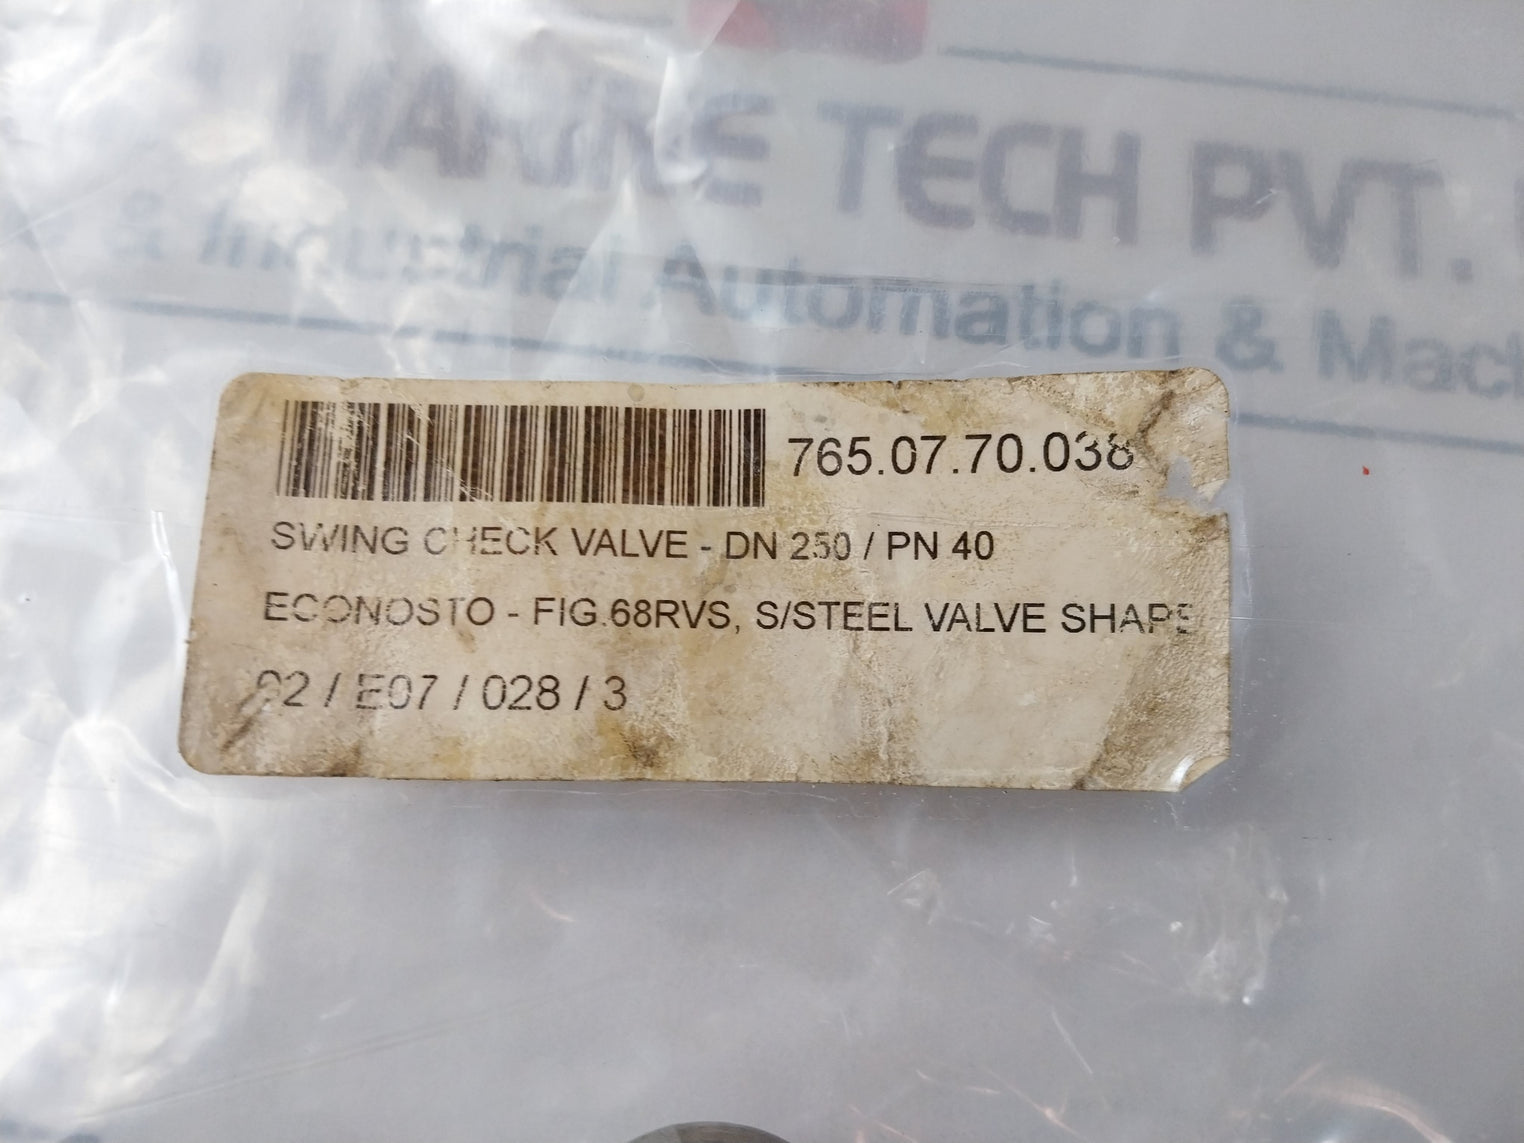 MARINE TECH PVT.
& Industrial Automation & Mach
765.07.70.038
SWING CHECK VALVE - DN 250 / PN 40
ECONOSTO - FIG.68RVS, S/STEEL VALVE SHAPE
92 / E07 / 028 / 3